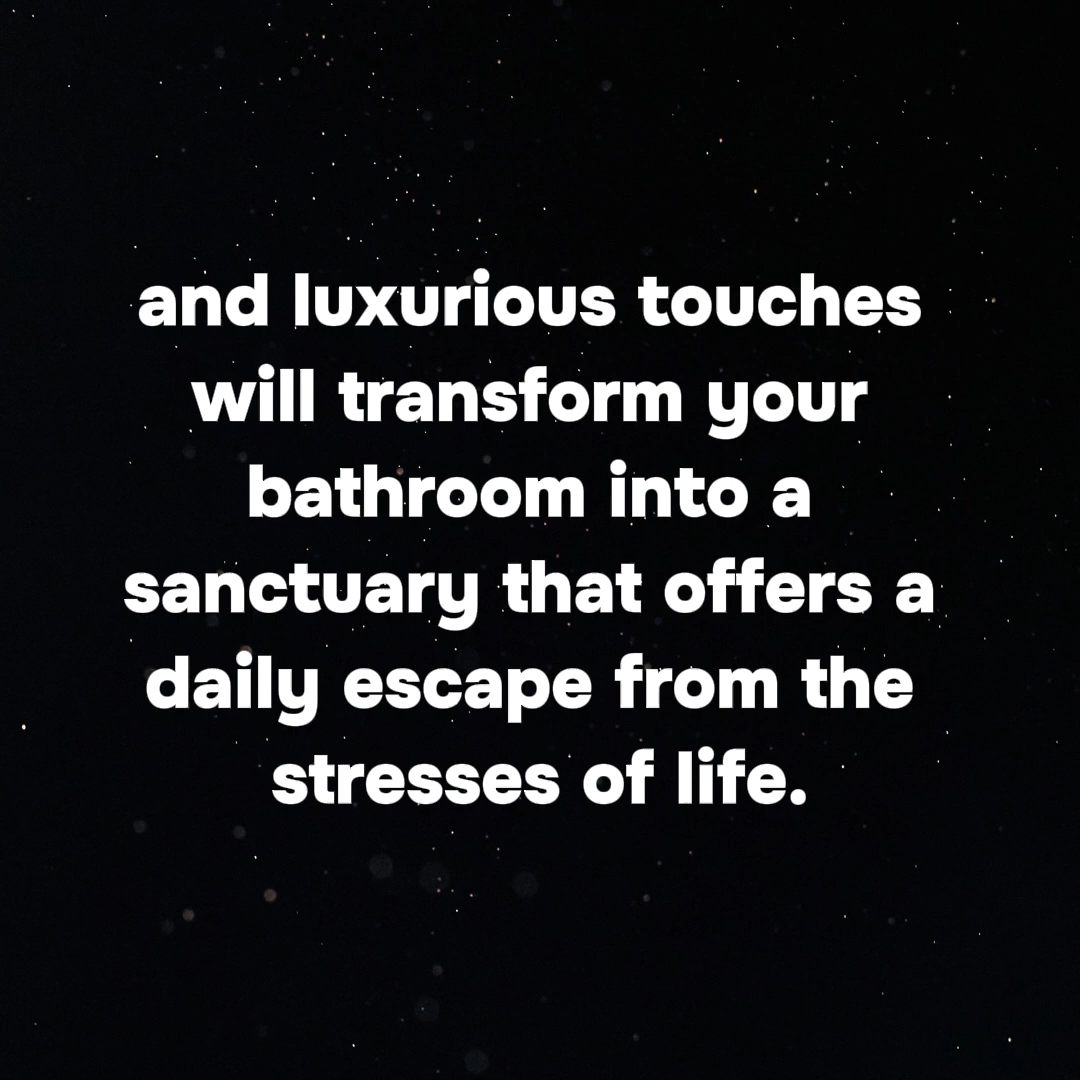 and luxurious touches
will transform your
bathroom into a
sanctuary that offers a
daily escape from the
stresses of life.